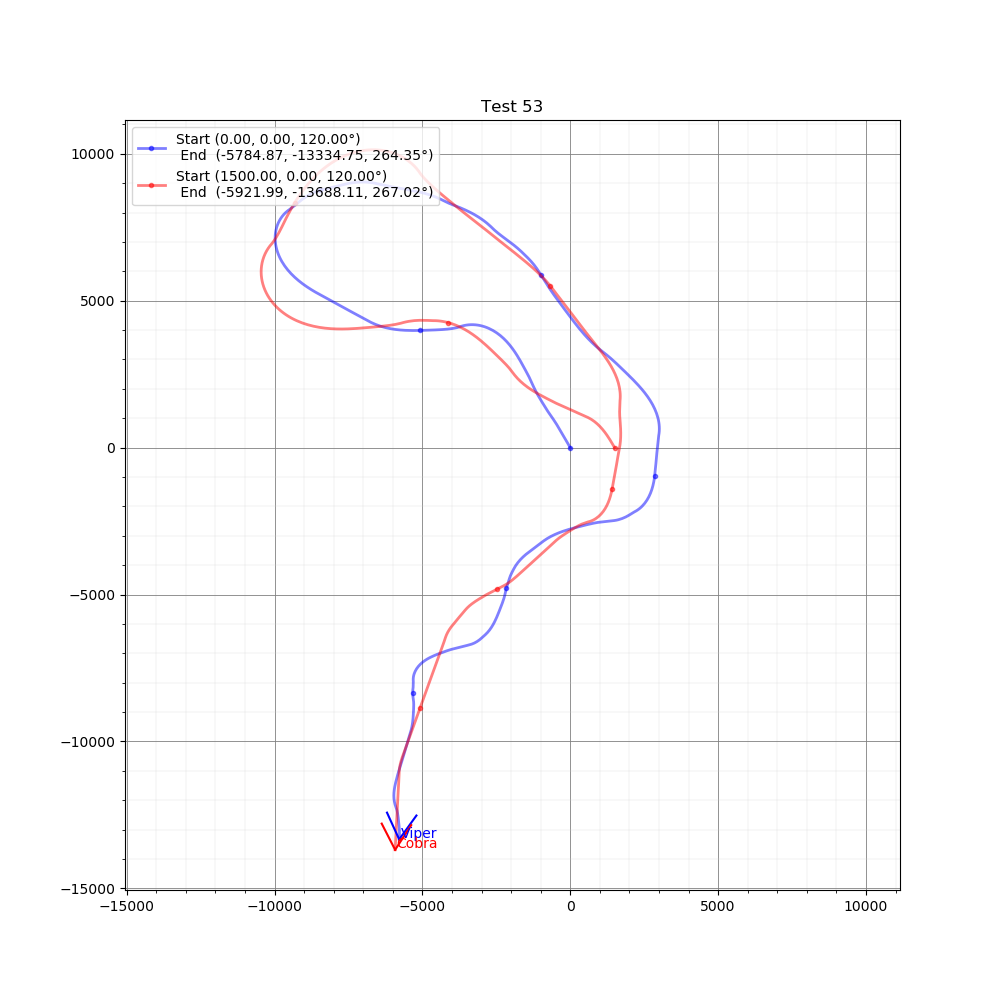 Test 53
Start (0.00, 0.00, 120.00°)
End (-5784.87, -13334.75, 264.35°)
Start (1500.00, 0.00, 120.00°)
End (-5921.99, -13688.11, 267.02°)
10000
5000
0
−5000
−10000
−15000
Viper
Cobra
−15000 −10000 −5000 0 5000 10000